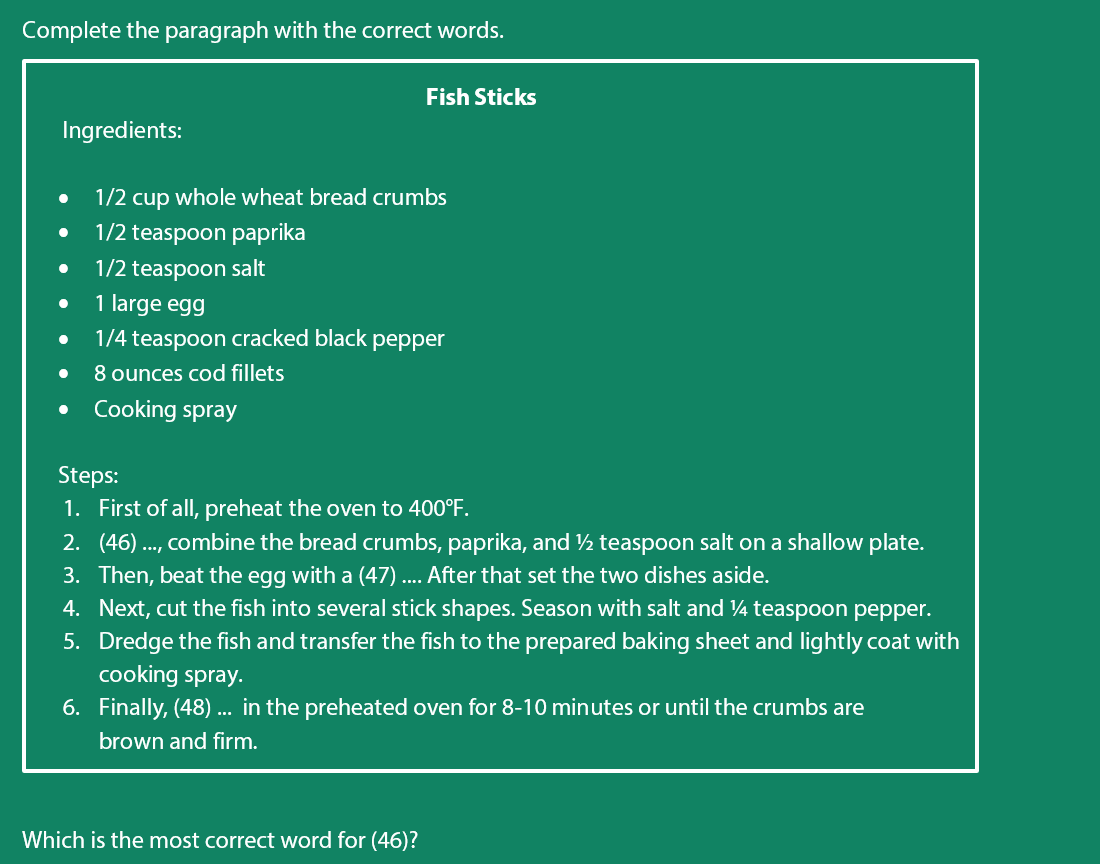 Complete the paragraph with the correct words.
Fish Sticks
Ingredients:
• 1/2 cup whole wheat bread crumbs
• 1/2 teaspoon paprika
• 1/2 teaspoon salt
• 1 large egg
• 1/4 teaspoon cracked black pepper
• 8 ounces cod fillets
• Cooking spray
Steps:
1. First of all, preheat the oven to 400°F.
2. (46) ..., combine the bread crumbs, paprika, and ½ teaspoon salt on a shallow plate.
3. Then, beat the egg with a (47) .... After that set the two dishes aside.
4. Next, cut the fish into several stick shapes. Season with salt and ¼ teaspoon pepper.
5. Dredge the fish and transfer the fish to the prepared baking sheet and lightly coat with
cooking spray.
6. Finally, (48) ... in the preheated oven for 8-10 minutes or until the crumbs are
brown and firm.
Which is the most correct word for (46)?